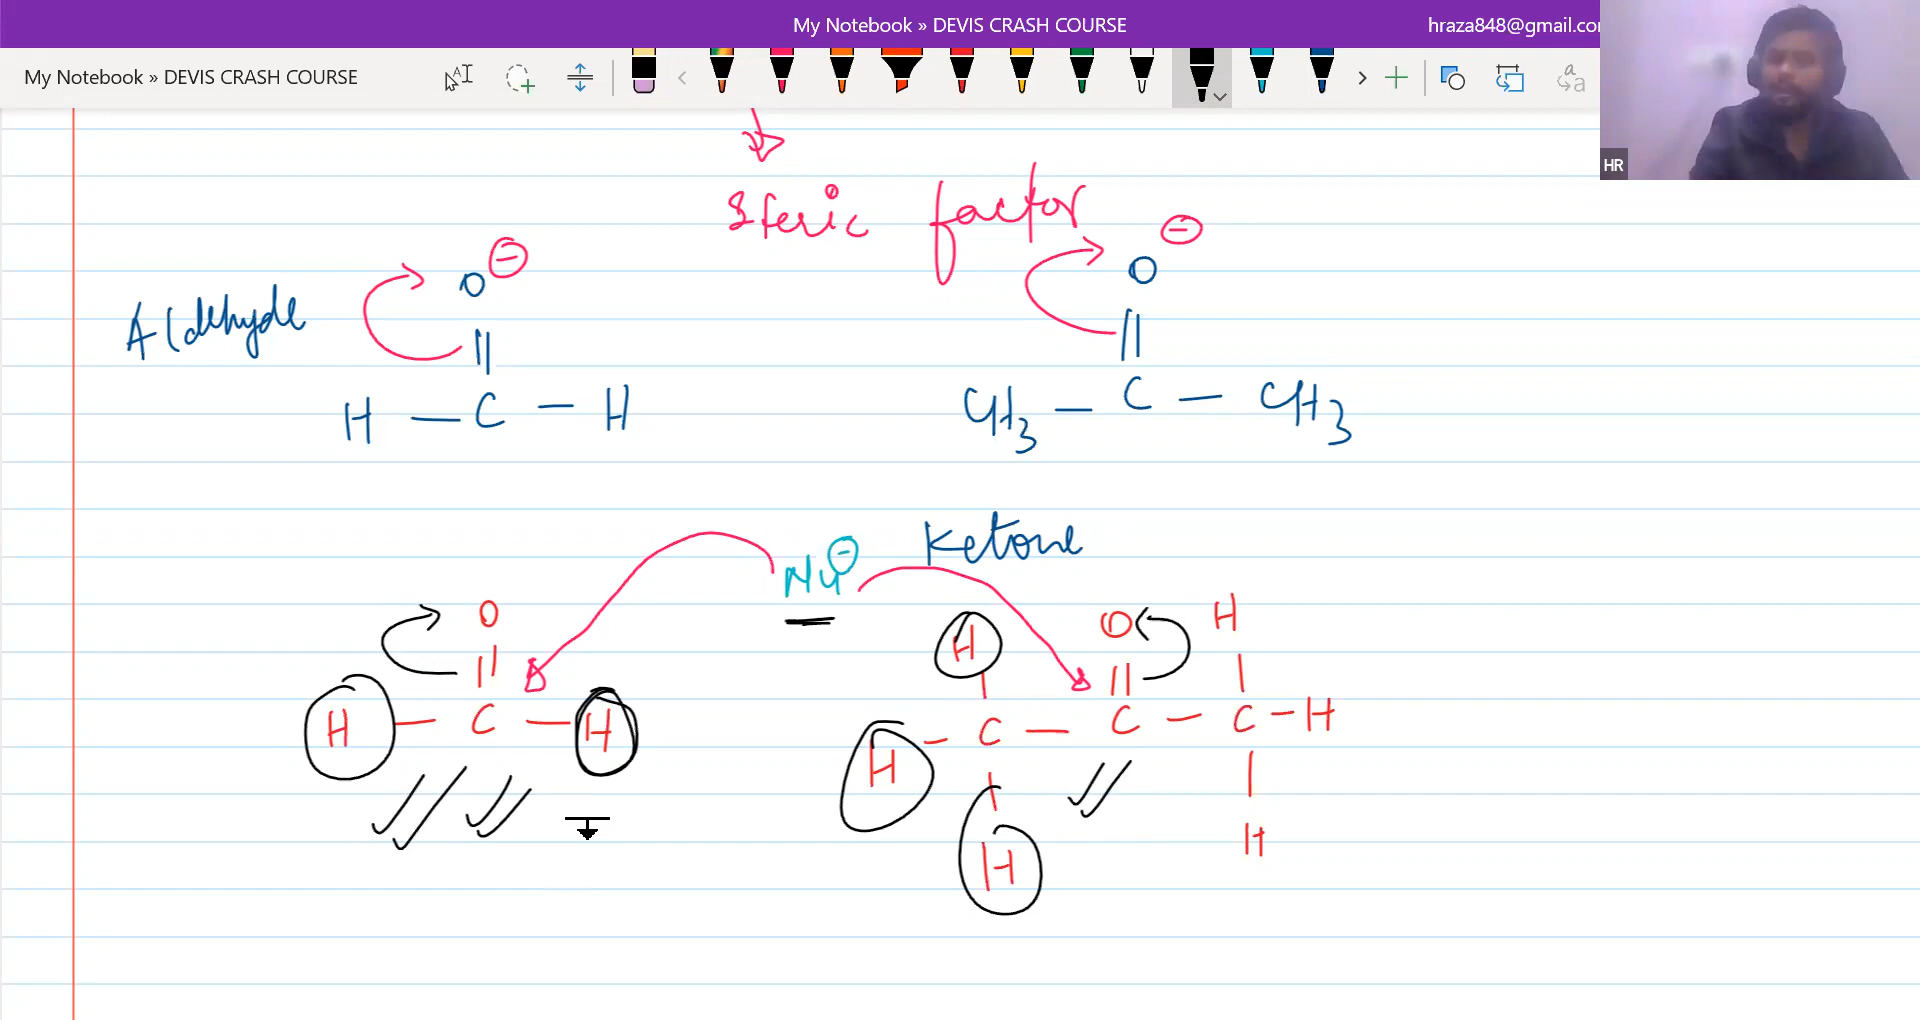 My Notebook » DEVIS CRASH COURSE
hraza848@gmail.co
My Notebook » DEVIS CRASH COURSE
HR
Steric factor
O ⊖
O ⊖
Aldehyde
||
||
H — C — H
CH3 — C — CH3
Ketone
Nu⊖
O
H
O
H
||
|
||
|
H — C — H
H - C — C — C - H
|
|
H
H